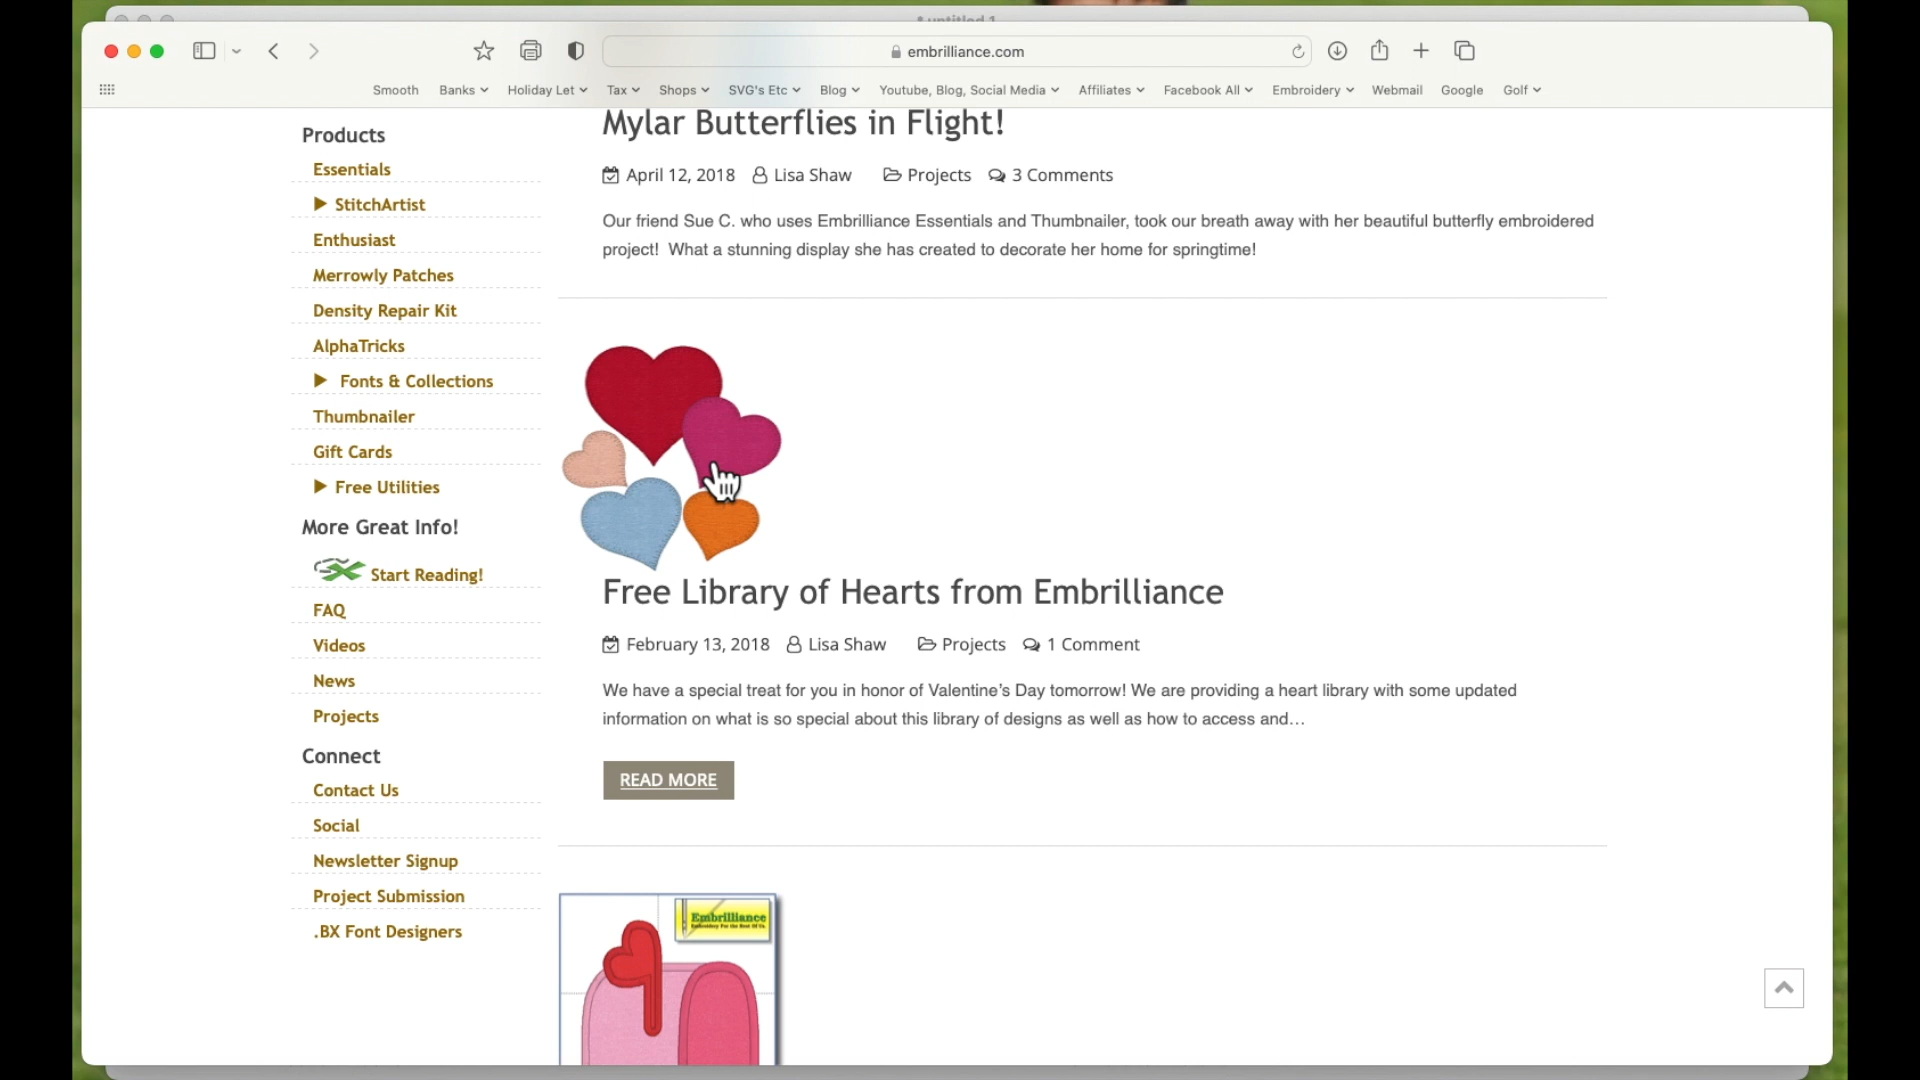 * untitled 1
embrilliance.com
Smooth Banks Holiday Let Tax Shops SVG's Etc Blog Youtube, Blog, Social Media Affiliates Facebook All Embroidery Webmail Google Golf
Products
Essentials
StitchArtist
Enthusiast
Merrowly Patches
Density Repair Kit
AlphaTricks
Fonts & Collections
Thumbnailer
Gift Cards
Free Utilities
More Great Info!
Start Reading!
FAQ
Videos
News
Projects
Connect
Contact Us
Social
Newsletter Signup
Project Submission
.BX Font Designers
Mylar Butterflies in Flight!
April 12, 2018 Lisa Shaw Projects 3 Comments
Our friend Sue C. who uses Embrilliance Essentials and Thumbnailer, took our breath away with her beautiful butterfly embroidered
project! What a stunning display she has created to decorate her home for springtime!
Free Library of Hearts from Embrilliance
February 13, 2018 Lisa Shaw Projects 1 Comment
We have a special treat for you in honor of Valentine's Day tomorrow! We are providing a heart library with some updated
information on what is so special about this library of designs as well as how to access and…
READ MORE
Embrilliance
Embroidery For the Rest Of Us.